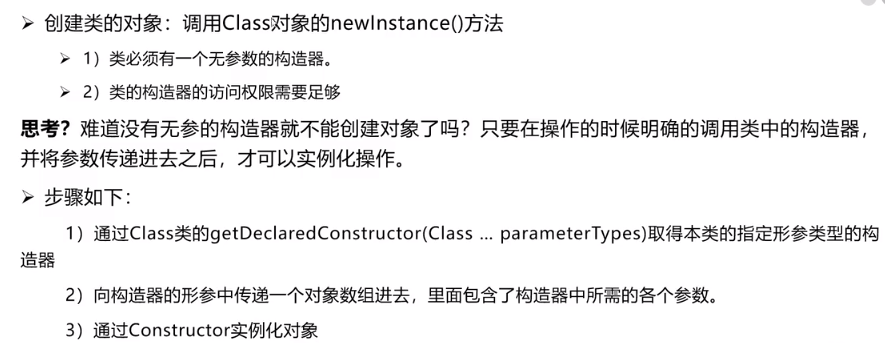 ➢ 创建类的对象：调用Class对象的newInstance()方法
➢ 1）类必须有一个无参数的构造器。
➢ 2）类的构造器的访问权限需要足够
思考？难道没有无参的构造器就不能创建对象了吗？只要在操作的时候明确的调用类中的构造器，
并将参数传递进去之后，才可以实例化操作。
➢ 步骤如下：
1）通过Class类的getDeclaredConstructor(Class … parameterTypes)取得本类的指定形参类型的构
造器
2）向构造器的形参中传递一个对象数组进去，里面包含了构造器中所需的各个参数。
3）通过Constructor实例化对象